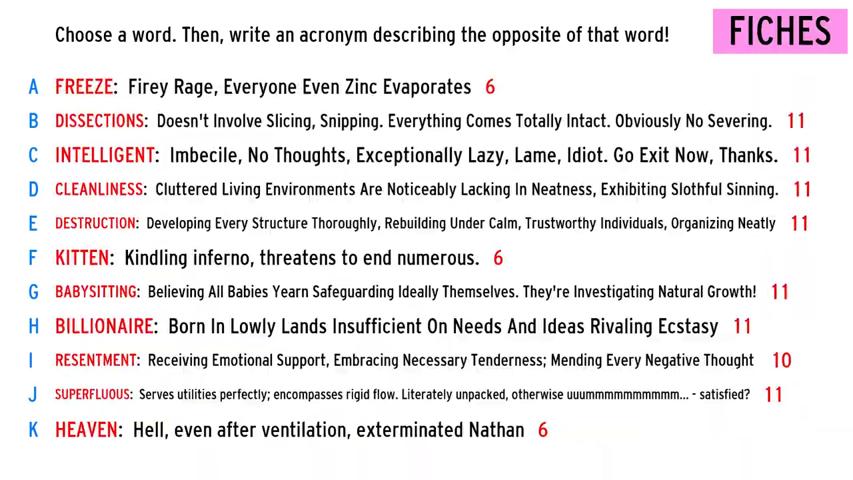 Choose a word. Then, write an acronym describing the opposite of that word!
FICHES
A FREEZE: Firey Rage, Everyone Even Zinc Evaporates 6
B DISSECTIONS: Doesn't Involve Slicing, Snipping. Everything Comes Totally Intact. Obviously No Severing. 11
C INTELLIGENT: Imbecile, No Thoughts, Exceptionally Lazy, Lame, Idiot. Go Exit Now, Thanks. 11
D CLEANLINESS: Cluttered Living Environments Are Noticeably Lacking In Neatness, Exhibiting Slothful Sinning. 11
E DESTRUCTION: Developing Every Structure Thoroughly, Rebuilding Under Calm, Trustworthy Individuals, Organizing Neatly 11
F KITTEN: Kindling inferno, threatens to end numerous. 6
G BABYSITTING: Believing All Babies Yearn Safeguarding Ideally Themselves. They're Investigating Natural Growth! 11
H BILLIONAIRE: Born In Lowly Lands Insufficient On Needs And Ideas Rivaling Ecstasy 11
I RESENTMENT: Receiving Emotional Support, Embracing Necessary Tenderness; Mending Every Negative Thought 10
J SUPERFLUOUS: Serves utilities perfectly; encompasses rigid flow. Literately unpacked, otherwise uuummmmmmmmmm... - satisfied? 11
K HEAVEN: Hell, even after ventilation, exterminated Nathan 6